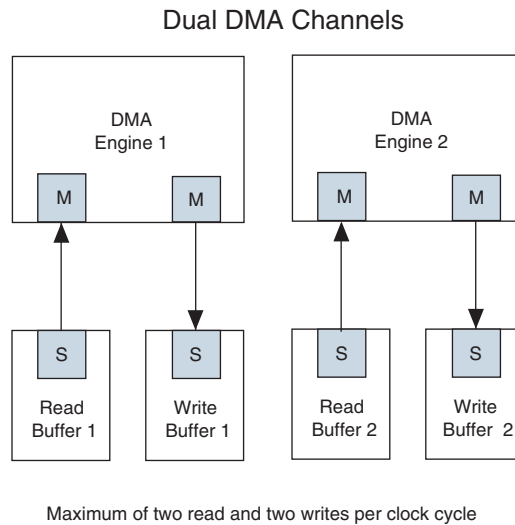 Dual DMA Channels
DMA
Engine 1
DMA
Engine 2
M
M
M
M
S
S
S
S
Read
Buffer 1
Write
Buffer 1
Read
Buffer 2
Write
Buffer 2
Maximum of two read and two writes per clock cycle